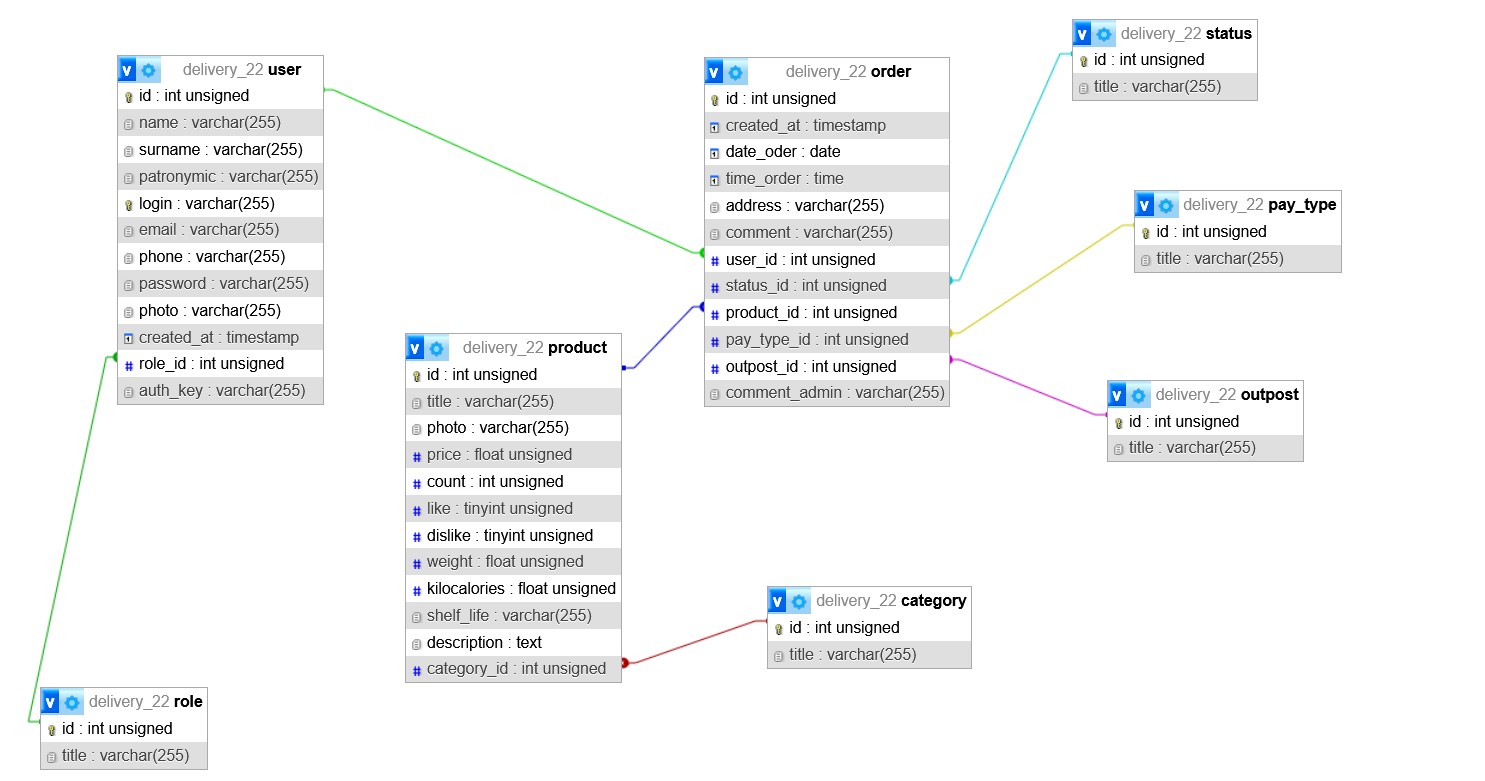 v delivery_22 user
id : int unsigned
name : varchar(255)
surname : varchar(255)
patronymic : varchar(255)
login : varchar(255)
email : varchar(255)
phone : varchar(255)
password : varchar(255)
photo : varchar(255)
created_at : timestamp
role_id : int unsigned
auth_key : varchar(255)
v delivery_22 order
id : int unsigned
created_at : timestamp
date_oder : date
time_order : time
address : varchar(255)
comment : varchar(255)
user_id : int unsigned
status_id : int unsigned
product_id : int unsigned
pay_type_id : int unsigned
outpost_id : int unsigned
comment_admin : varchar(255)
v delivery_22 status
id : int unsigned
title : varchar(255)
v delivery_22 pay_type
id : int unsigned
title : varchar(255)
v delivery_22 product
id : int unsigned
title : varchar(255)
photo : varchar(255)
price : float unsigned
count : int unsigned
like : tinyint unsigned
dislike : tinyint unsigned
weight : float unsigned
kilocalories : float unsigned
shelf_life : varchar(255)
description : text
category_id : int unsigned
v delivery_22 outpost
id : int unsigned
title : varchar(255)
v delivery_22 category
id : int unsigned
title : varchar(255)
v delivery_22 role
id : int unsigned
title : varchar(255)